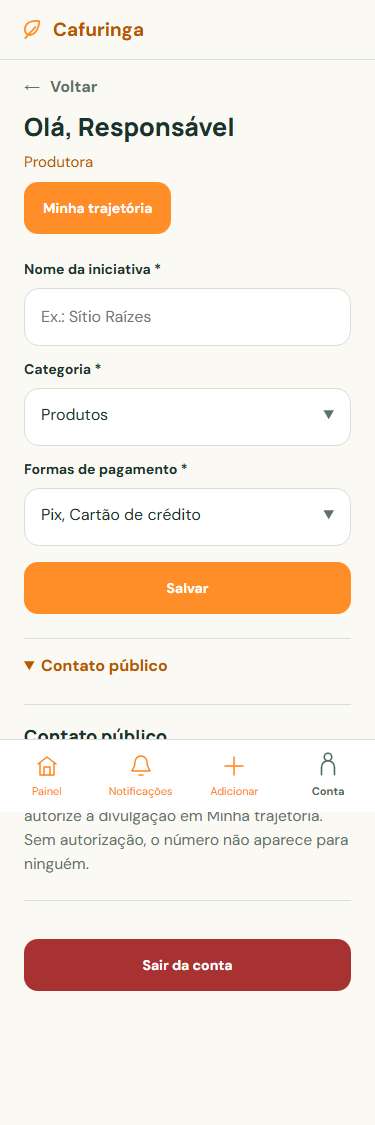 Cafuringa
← Voltar
Olá, Responsável
Produtora
Minha trajetória
Nome da iniciativa *
Ex.: Sítio Raízes
Categoria *
Produtos
▼
Formas de pagamento *
Pix, Cartão de crédito
▼
Salvar
▼ Contato público
Contato público
Painel
Notificações
Adicionar
Conta
autorize a divulgação em Minha trajetória.
Sem autorização, o número não aparece para
ninguém.
Sair da conta